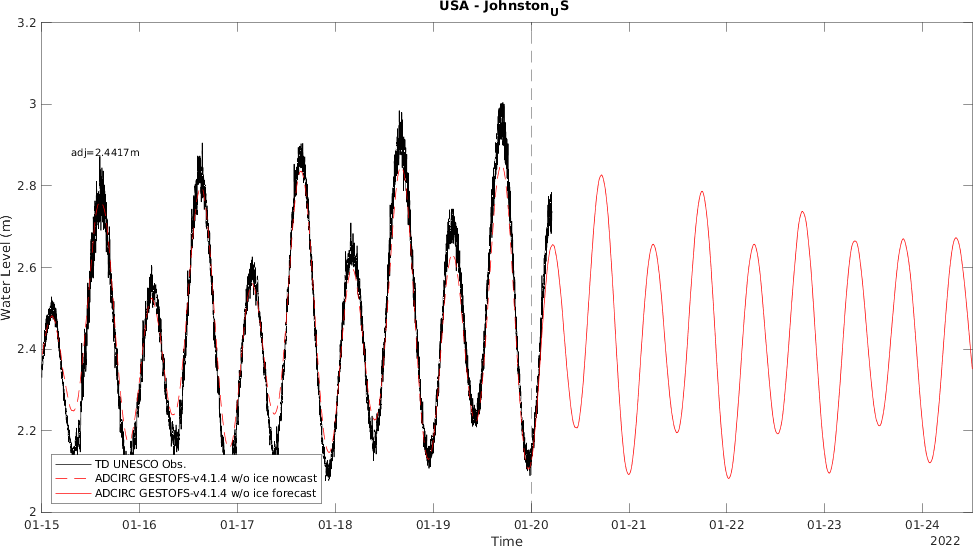 USA - Johnston_US
3.2
3
2.8
2.6
2.4
2.2
2
Water Level (m)
adj=2.4417m
TD UNESCO Obs.
ADCIRC GESTOFS-v4.1.4 w/o ice nowcast
ADCIRC GESTOFS-v4.1.4 w/o ice forecast
01-15 01-16 01-17 01-18 01-19 01-20 01-21 01-22 01-23 01-24
Time
2022